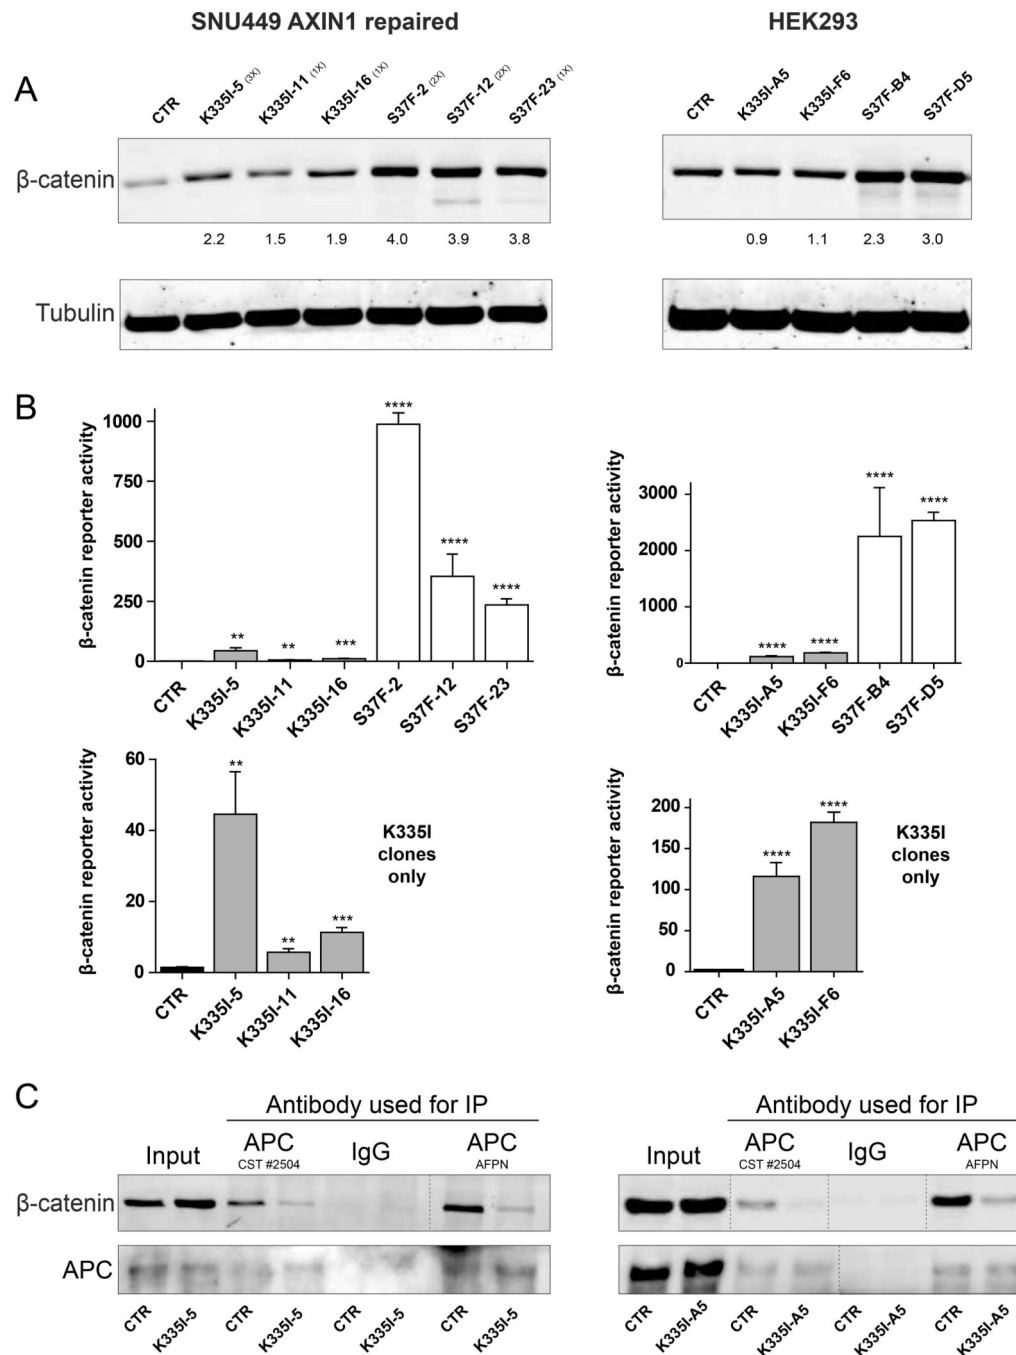 SNU449 AXIN1 repaired
HEK293
A
CTR K335I-5 (3X) K335I-11 (1X) K335I-16 (1X) S37F-2 (2X) S37F-12 (2X) S37F-23 (1X)
CTR K335I-A5 K335I-F6 S37F-B4 S37F-D5
β-catenin
2.2 1.5 1.9 4.0 3.9 3.8
0.9 1.1 2.3 3.0
Tubulin
B
β-catenin reporter activity
1000
750
500
250
0
** ** *** **** **** ****
CTR K335I-5 K335I-11 K335I-16 S37F-2 S37F-12 S37F-23
β-catenin reporter activity
3000
2000
1000
0
**** **** **** ****
CTR K335I-A5 K335I-F6 S37F-B4 S37F-D5
β-catenin reporter activity
60
40
20
0
** ** ***
CTR K335I-5 K335I-11 K335I-16
K335I
clones
only
β-catenin reporter activity
200
150
100
50
0
**** ****
CTR K335I-A5 K335I-F6
K335I
clones
only
C
Antibody used for IP
Input APC IgG APC
CST #2504 AFPN
Antibody used for IP
Input APC IgG APC
CST #2504 AFPN
β-catenin
APC
CTR K335I-5 CTR K335I-5 CTR K335I-5 CTR K335I-5
CTR K335I-A5 CTR K335I-A5 CTR K335I-A5 CTR K335I-A5